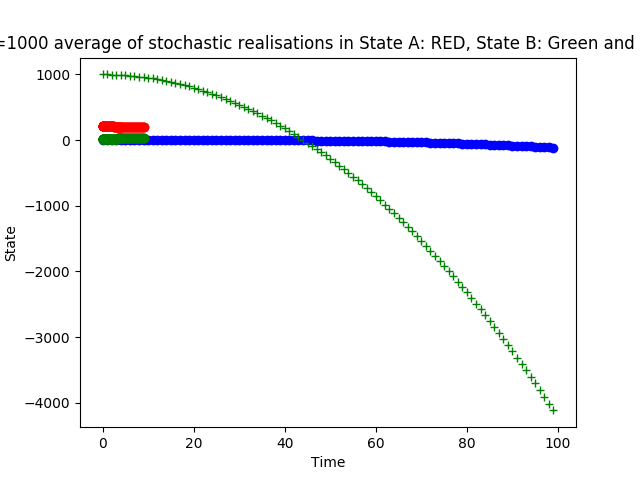 =1000 average of stochastic realisations in State A: RED, State B: Green and
1000
0
−1000
−2000
−3000
−4000
State
0 20 40 60 80 100
Time